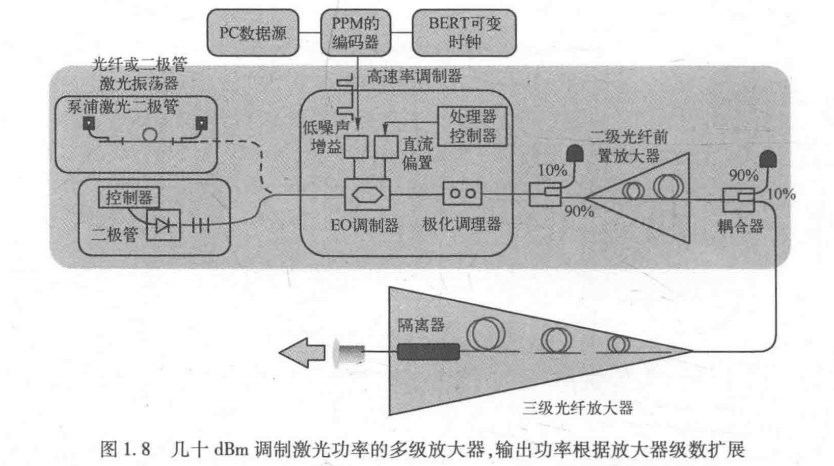 PC数据源
PPM的
编码器
BERT可变
时钟
光纤或二极管
激光振荡器
泵浦激光二极管
高速率调制器
低噪声
增益
处理器
控制器
直流
偏置
EO调制器
极化调理器
控制器
二极管
二级光纤前
置放大器
10%
90%
90%
10%
耦合器
隔离器
三级光纤放大器
图 1.8 几十 dBm 调制激光功率的多级放大器,输出功率根据放大器级数扩展